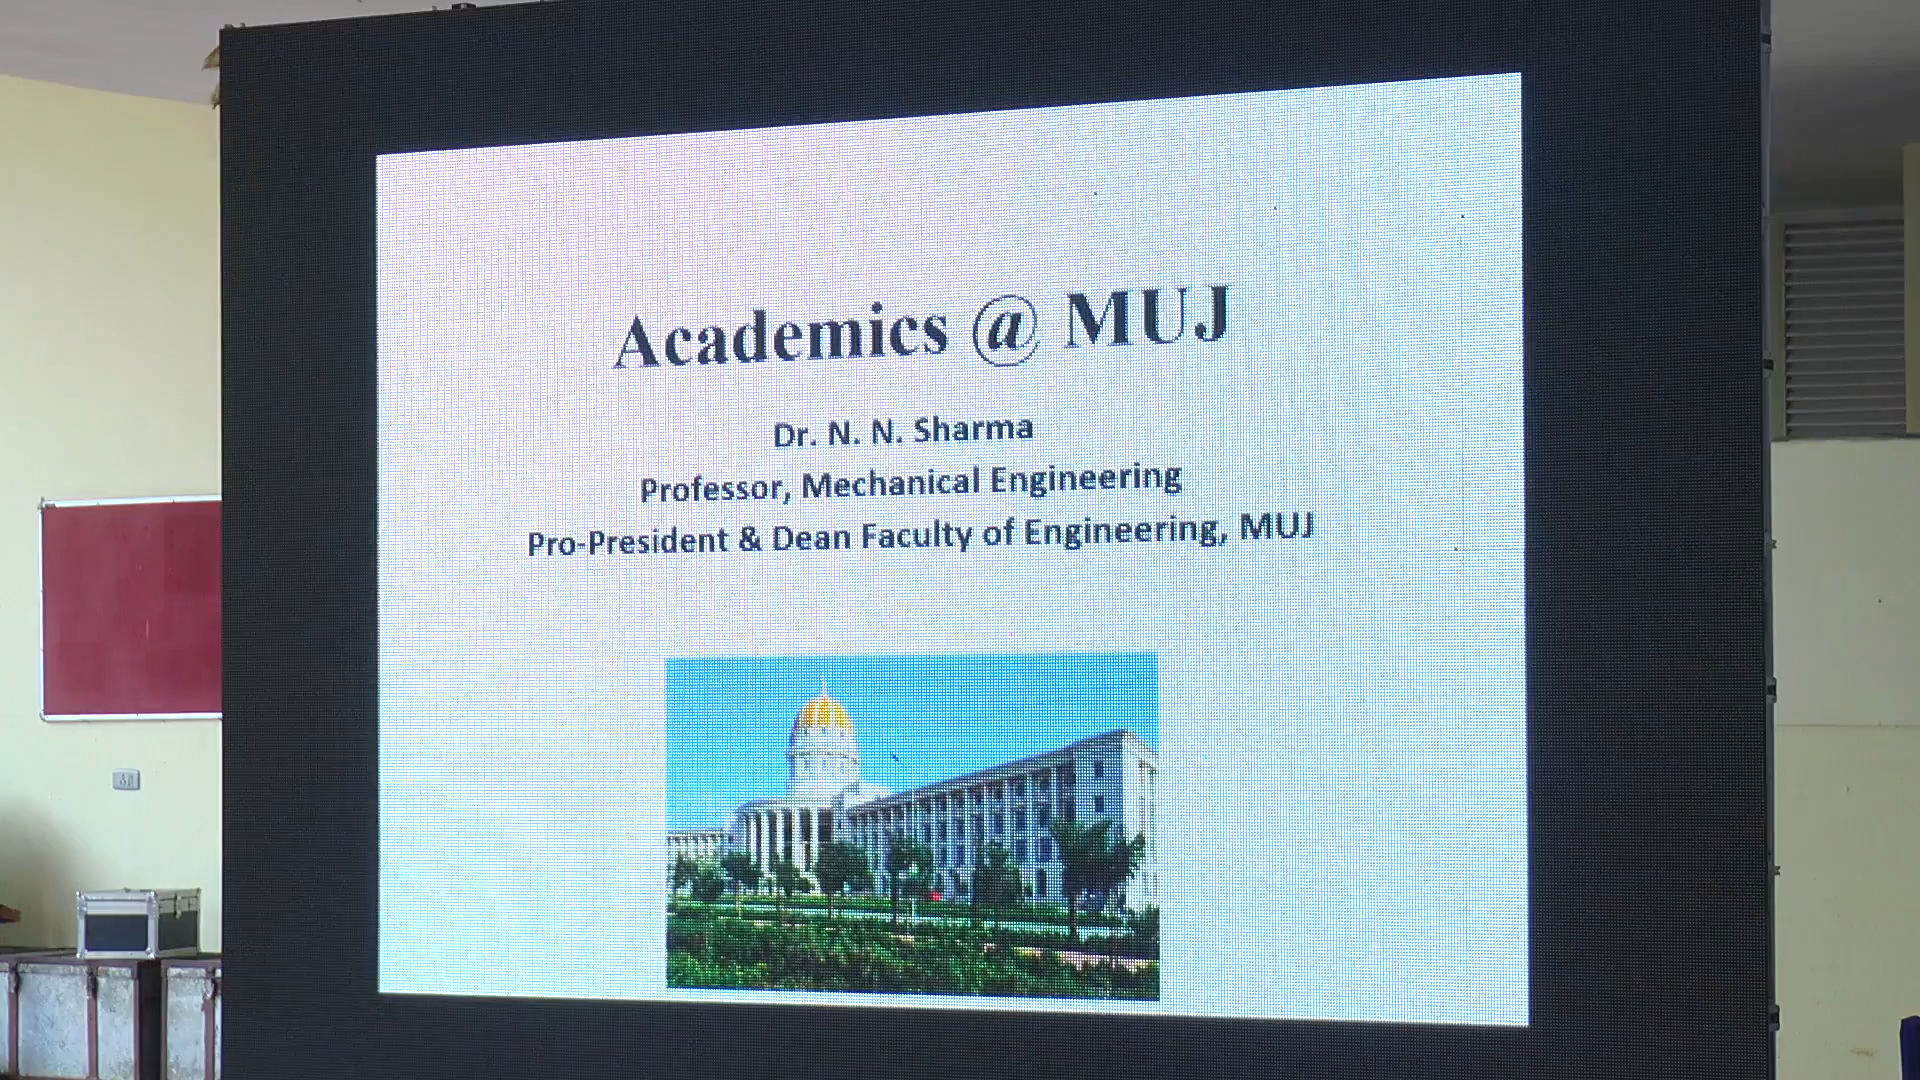 Academics @ MUJ
Dr. N. N. Sharma
Professor, Mechanical Engineering
Pro-President & Dean Faculty of Engineering, MUJ